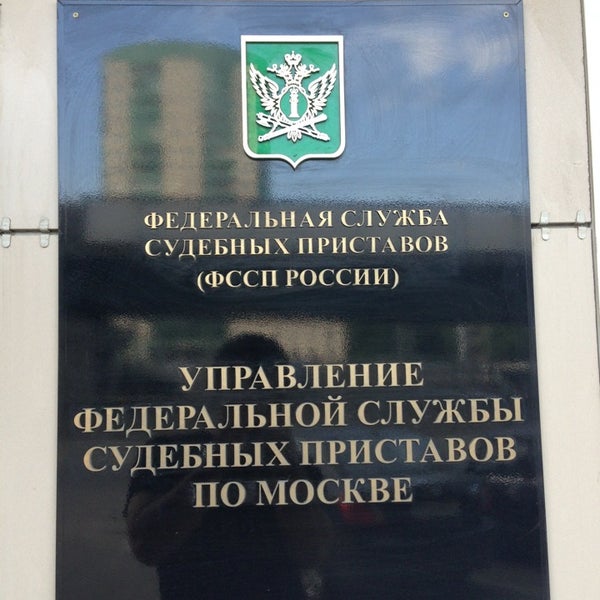 ФЕДЕРАЛЬНАЯ СЛУЖБА
СУДЕБНЫХ ПРИСТАВОВ
(ФССП РОССИИ)
УПРАВЛЕНИЕ
ФЕДЕРАЛЬНОЙ СЛУЖБЫ
СУДЕБНЫХ ПРИСТАВОВ
ПО МОСКВЕ